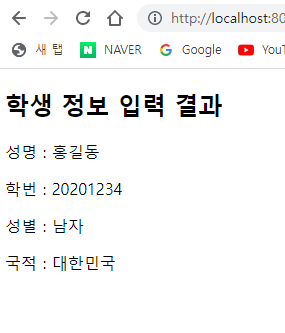 http://localhost:80
새 탭 NAVER Google YouT
학생 정보 입력 결과
성명 : 홍길동
학번 : 20201234
성별 : 남자
국적 : 대한민국